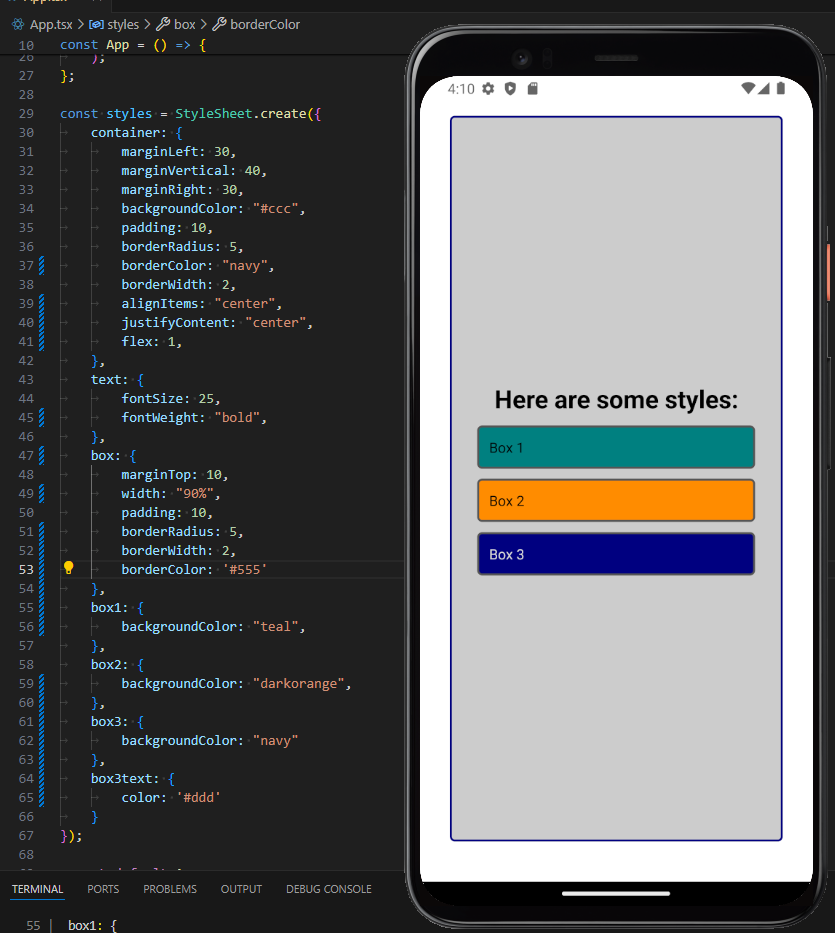 App.tsx > styles > box > borderColor
10 const App = () => {
26 );
27 };
28
29 const styles = StyleSheet.create({
30 container: {
31 marginLeft: 30,
32 marginVertical: 40,
33 marginRight: 30,
34 backgroundColor: "#ccc",
35 padding: 10,
36 borderRadius: 5,
37 borderColor: "navy",
38 borderWidth: 2,
39 alignItems: "center",
40 justifyContent: "center",
41 flex: 1,
42 },
43 text: {
44 fontSize: 25,
45 fontWeight: "bold",
46 },
47 box: {
48 marginTop: 10,
49 width: "90%",
50 padding: 10,
51 borderRadius: 5,
52 borderWidth: 2,
53 borderColor: '#555'
54 },
55 box1: {
56 backgroundColor: "teal",
57 },
58 box2: {
59 backgroundColor: "darkorange",
60 },
61 box3: {
62 backgroundColor: "navy"
63 },
64 box3text: {
65 color: '#ddd'
66 }
67 });
68
TERMINAL PORTS PROBLEMS OUTPUT DEBUG CONSOLE
55 | box1: {
4:10
Here are some styles:
Box 1
Box 2
Box 3